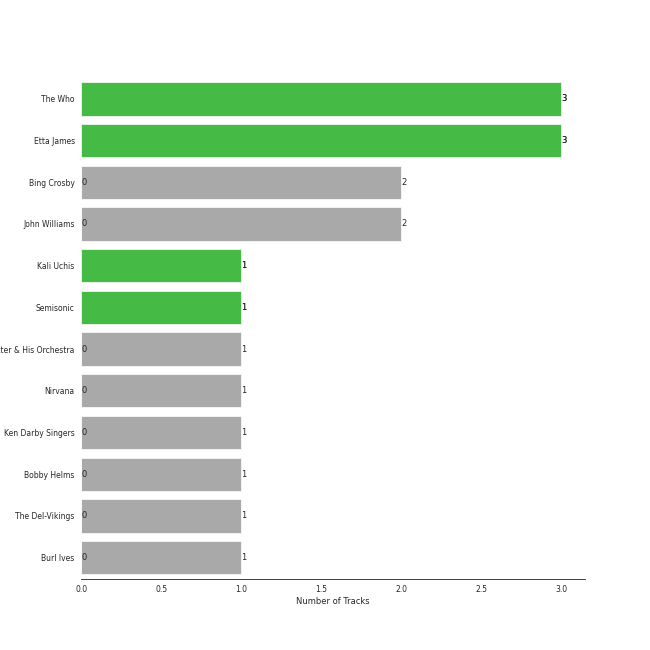 The Who 3
Etta James 3
Bing Crosby 0 2
John Williams 0 2
Kali Uchis 1
Semisonic 1
& His Orchestra 0 1
Nirvana 0 1
Ken Darby Singers 0 1
Bobby Helms 0 1
The Del-Vikings 0 1
Burl Ives 0 1
0.0 0.5 1.0 1.5 2.0 2.5 3.0
Number of Tracks